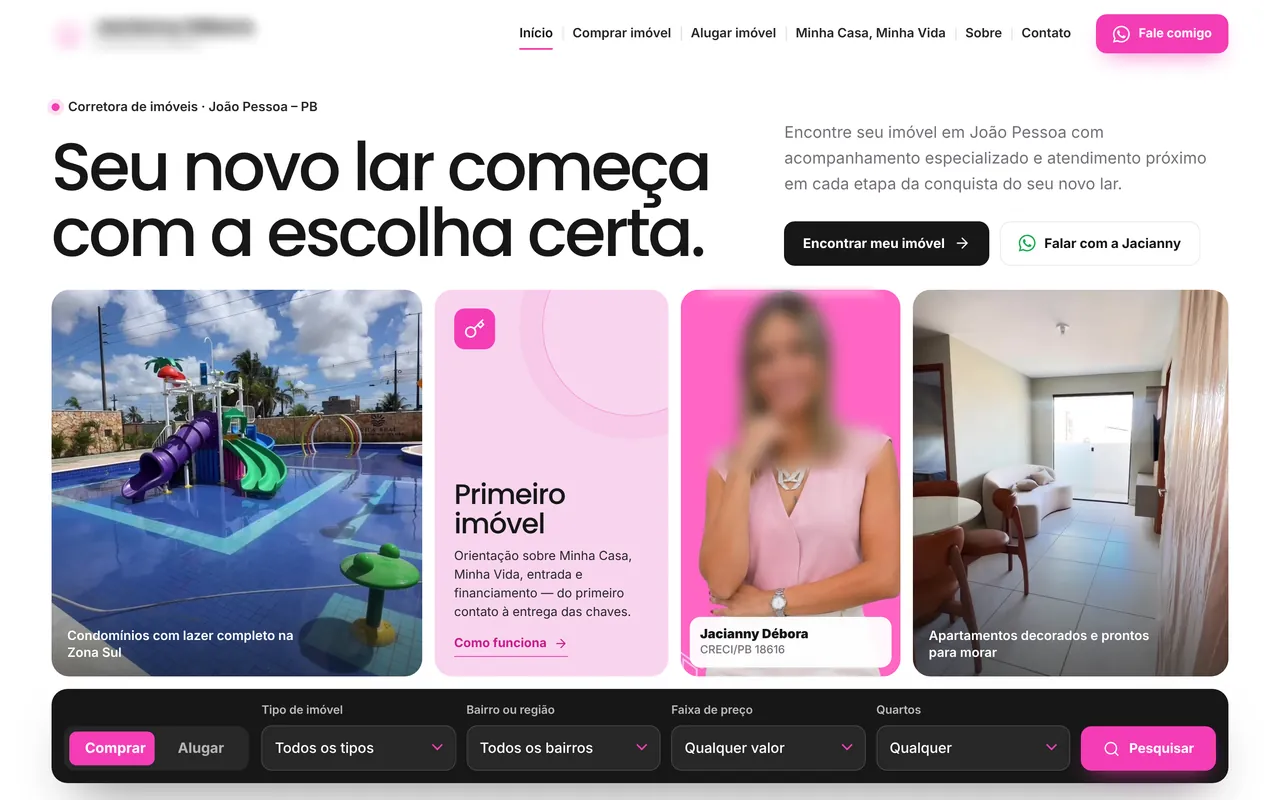 Início
Comprar imóvel
Alugar imóvel
Minha Casa, Minha Vida
Sobre
Contato
Fale comigo
Corretora de imóveis · João Pessoa – PB
Seu novo lar começa
com a escolha certa.
Encontre seu imóvel em João Pessoa com
acompanhamento especializado e atendimento próximo
em cada etapa da conquista do seu novo lar.
Encontrar meu imóvel
Falar com a Jacianny
Condomínios com lazer completo na
Zona Sul
Primeiro
imóvel
Orientação sobre Minha Casa,
Minha Vida, entrada e
financiamento — do primeiro
contato à entrega das chaves.
Como funciona
Jacianny Débora
CRECI/PB 18616
Apartamentos decorados e prontos
para morar
Comprar
Alugar
Tipo de imóvel
Todos os tipos
Bairro ou região
Todos os bairros
Faixa de preço
Qualquer valor
Quartos
Qualquer
Pesquisar